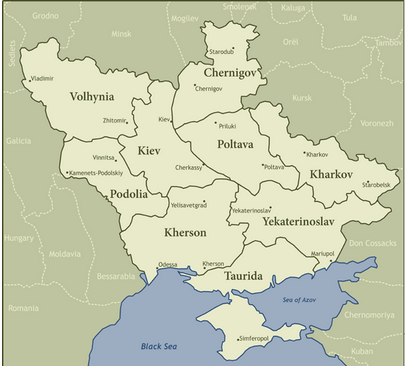 Grodno
Minsk
Mogilev
Smolensk
Kaluga
Tula
Orel
Tambov
Sedlets
Starodub
Vladimir
Chernigov
Chernigov
Volhynia
Kursk
Voronezh
Zhitomir
Kiev
Priluki
Galicia
Kiev
Poltava
Vinnitsa
Kharkov
Cherkassy
Poltava
Kamenets-Podolskiy
Kharkov
Starobelsk
Podolia
Yelisavetgrad
Yekaterinoslav
Yekaterinoslav
Hungary
Moldavia
Kherson
Don Cossacks
Mariupol
Odessa
Kherson
Bessarabia
Taurida
Romania
Sea of Azov
Chernomoriya
Black Sea
Simferopol
Kuban